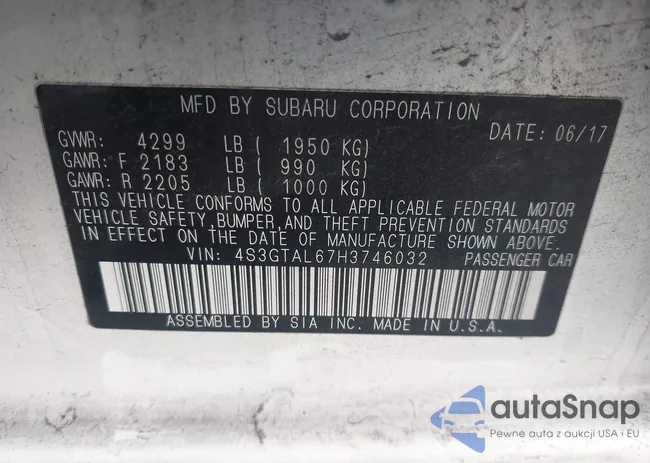 MFD BY SUBARU CORPORATION
GVWR: 4299 LB ( 1950 KG) DATE: 06/17
GAWR: F 2183 LB ( 990 KG)
GAWR: R 2205 LB ( 1000 KG)
THIS VEHICLE CONFORMS TO ALL APPLICABLE FEDERAL MOTOR
VEHICLE SAFETY, BUMPER, AND THEFT PREVENTION STANDARDS
IN EFFECT ON THE DATE OF MANUFACTURE SHOWN ABOVE.
VIN: 4S3GTAL67H3746032 PASSENGER CAR
ASSEMBLED BY SIA INC. MADE IN U.S.A.
autoSnap
Pewne auta z aukcji USA i EU